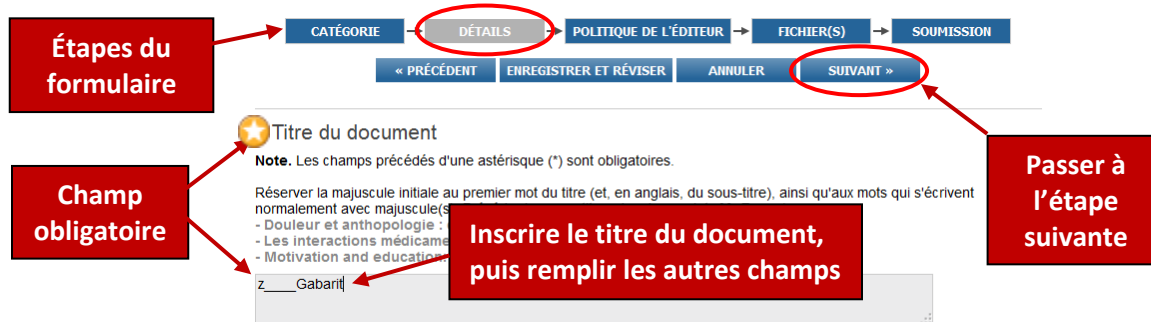 Étapes du
formulaire
CATÉGORIE
DÉTAILS
POLITIQUE DE L'ÉDITEUR
FICHIER(S)
SOUMISSION
« PRÉCÉDENT
ENREGISTRER ET RÉVISER
ANNULER
SUIVANT »
Titre du document
Note. Les champs précédés d'une astérisque (*) sont obligatoires.
Champ
obligatoire
Réserver la majuscule initiale au premier mot du titre (et, en anglais, du sous-titre), ainsi qu'aux mots qui s'écrivent
normalement avec
- Douleur et anthopologie :
- Les interactions
- Motivation and education
Inscrire le titre du document,
puis remplir les autres champs
z____Gabarit
Passer à
l'étape
suivante